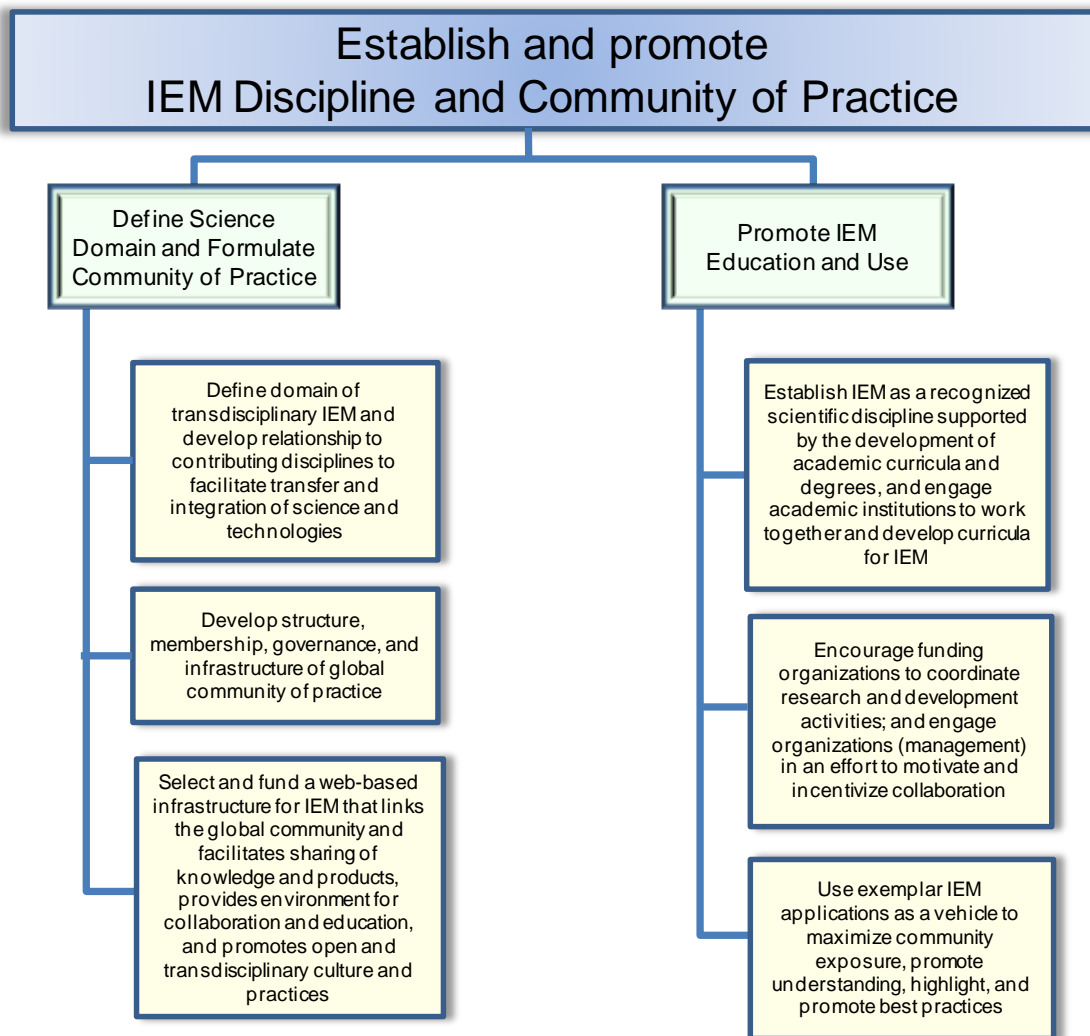 Establish and promote
IEM Discipline and Community of Practice
Define Science
Domain and Formulate
Community of Practice
Define domain of
transdisciplinary IEM and
develop relationship to
contributing disciplines to
facilitate transfer and
integration of science and
technologies
Develop structure,
membership, governance, and
infrastructure of global
community of practice
Select and fund a web-based
infrastructure for IEM that links
the global community and
facilitates sharing of
knowledge and products,
provides environment for
collaboration and education,
and promotes open and
transdisciplinary culture and
practices
Promote IEM
Education and Use
Establish IEM as a recognized
scientific discipline supported
by the development of
academic curricula and
degrees, and engage
academic institutions to work
together and develop curricula
for IEM
Encourage funding
organizations to coordinate
research and development
activities; and engage
organizations (management)
in an effort to motivate and
incentivize collaboration
Use exemplar IEM
applications as a vehicle to
maximize community
exposure, promote
understanding, highlight, and
promote best practices